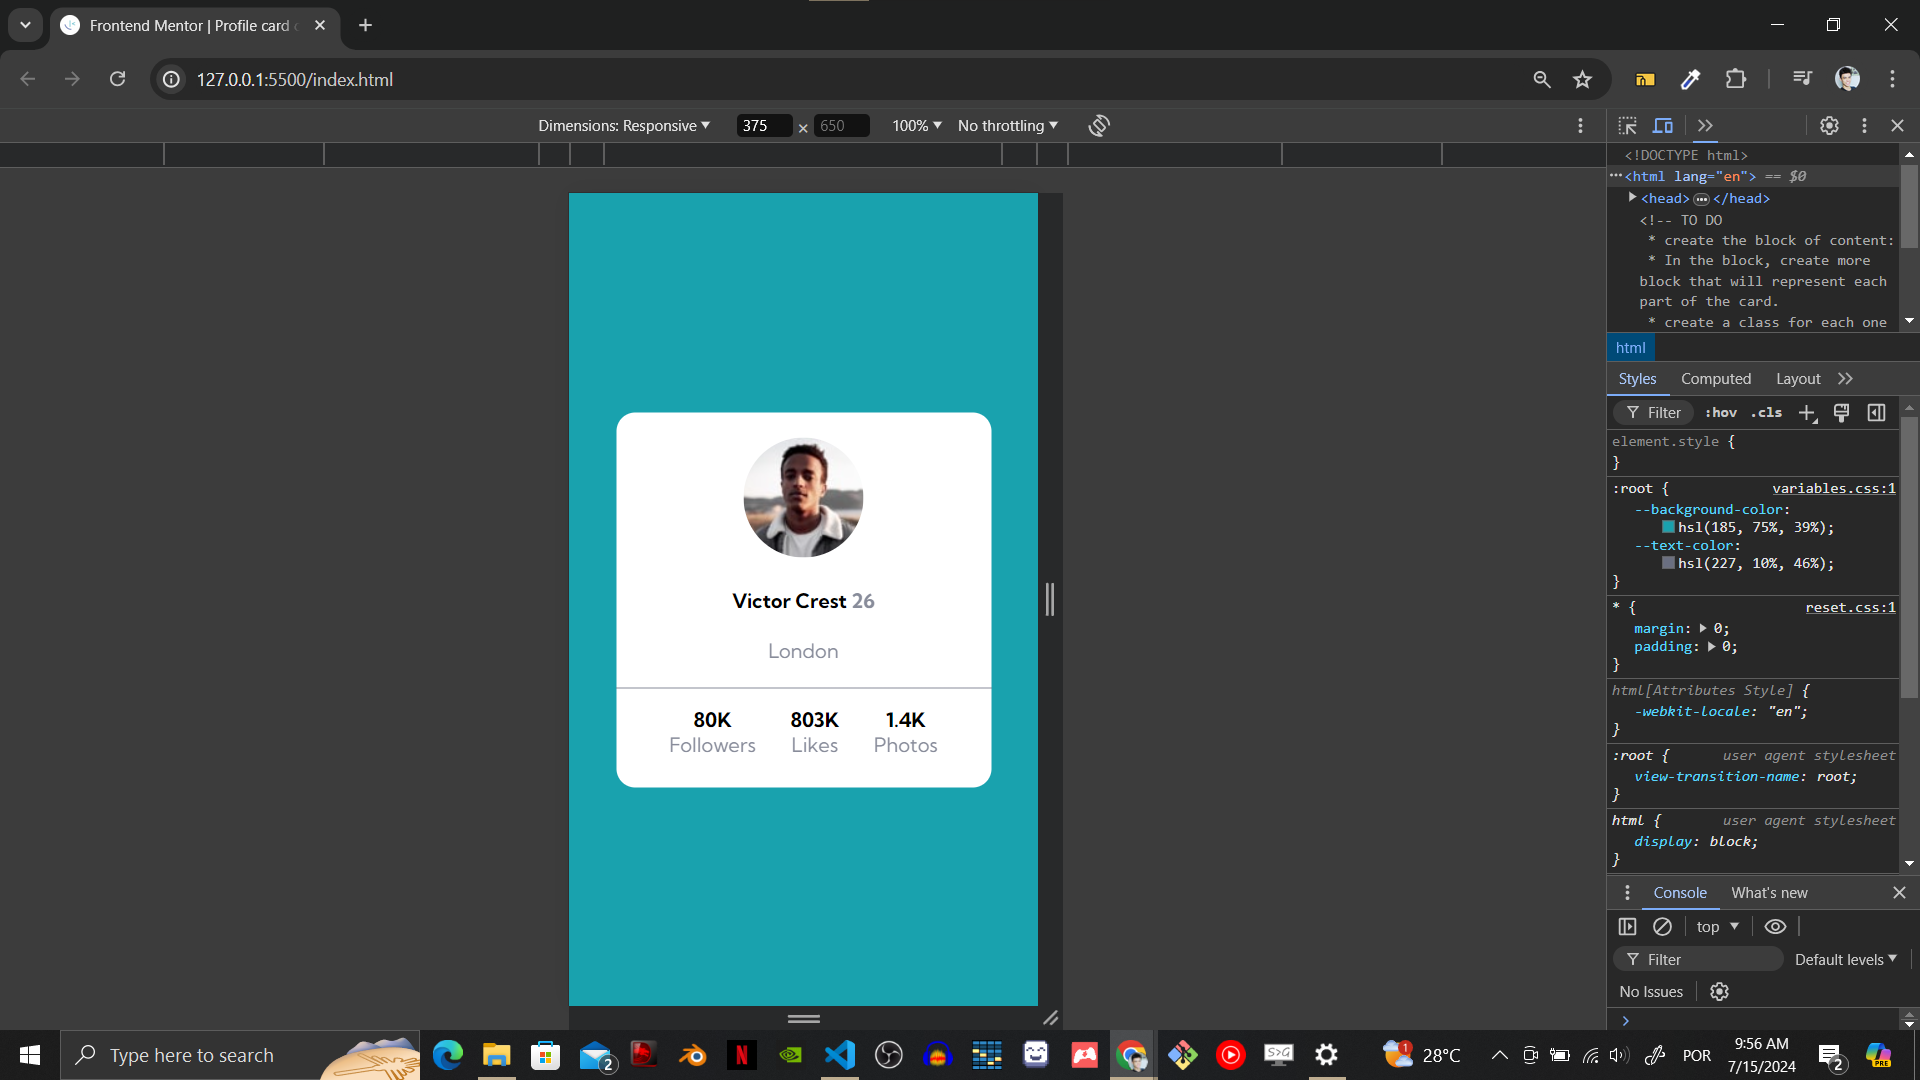 Frontend Mentor | Profile card c
127.0.0.1:5500/index.html
Dimensions: Responsive 375 × 650 100% No throttling
<!DOCTYPE html>
<html lang="en"> == $0
<head> </head>
<!-- TO DO
* create the block of content:
* In the block, create more
block that will represent each
part of the card.
* create a class for each one
html
Styles Computed Layout
Filter :hov .cls
element.style {
}
:root { variables.css:1
--background-color:
hsl(185, 75%, 39%);
--text-color:
hsl(227, 10%, 46%);
}
* { reset.css:1
margin: 0;
padding: 0;
}
html[Attributes Style] {
-webkit-locale: "en";
}
:root { user agent stylesheet
view-transition-name: root;
}
html { user agent stylesheet
display: block;
}
Console What's new
top
Filter Default levels
No Issues
Victor Crest 26
London
80K 803K 1.4K
Followers Likes Photos
Type here to search
2
N
S>G
1
28°C
POR
9:56 AM
7/15/2024
2
PRE